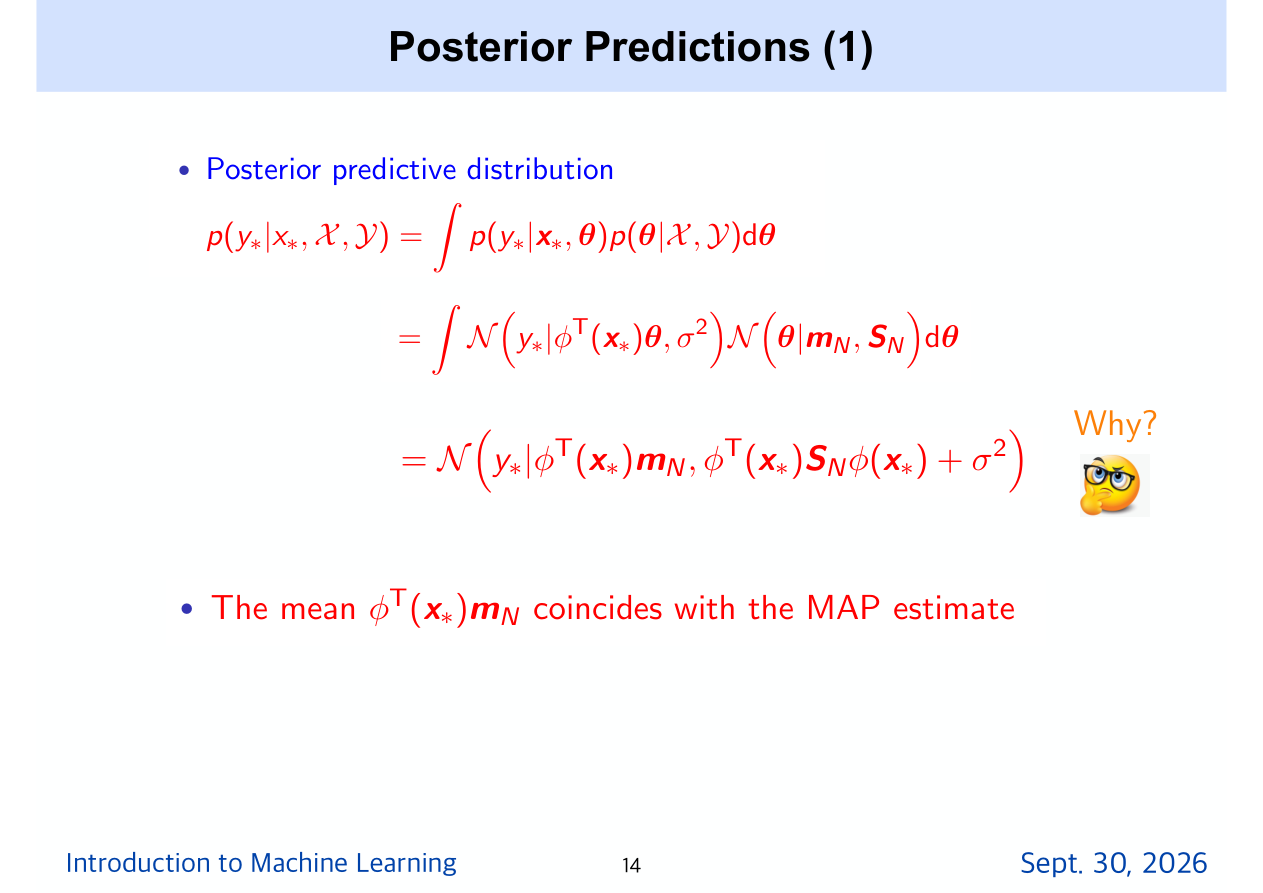 Posterior Predictions (1)
• Posterior predictive distribution
p(y∗|x∗, 𝒳, 𝒴) = ∫ p(y∗|𝒙∗, 𝜽)p(𝜽|𝒳, 𝒴)d𝜽
= ∫ 𝒩(y∗|ϕᵀ(𝒙∗)𝜽, σ²)𝒩(𝜽|𝒎_N, 𝑺_N)d𝜽
Why?
= 𝒩(y∗|ϕᵀ(𝒙∗)𝒎_N, ϕᵀ(𝒙∗)𝑺_Nϕ(𝒙∗) + σ²)
• The mean ϕᵀ(𝒙∗)𝒎_N coincides with the MAP estimate
Introduction to Machine Learning
14
Sept. 30, 2026